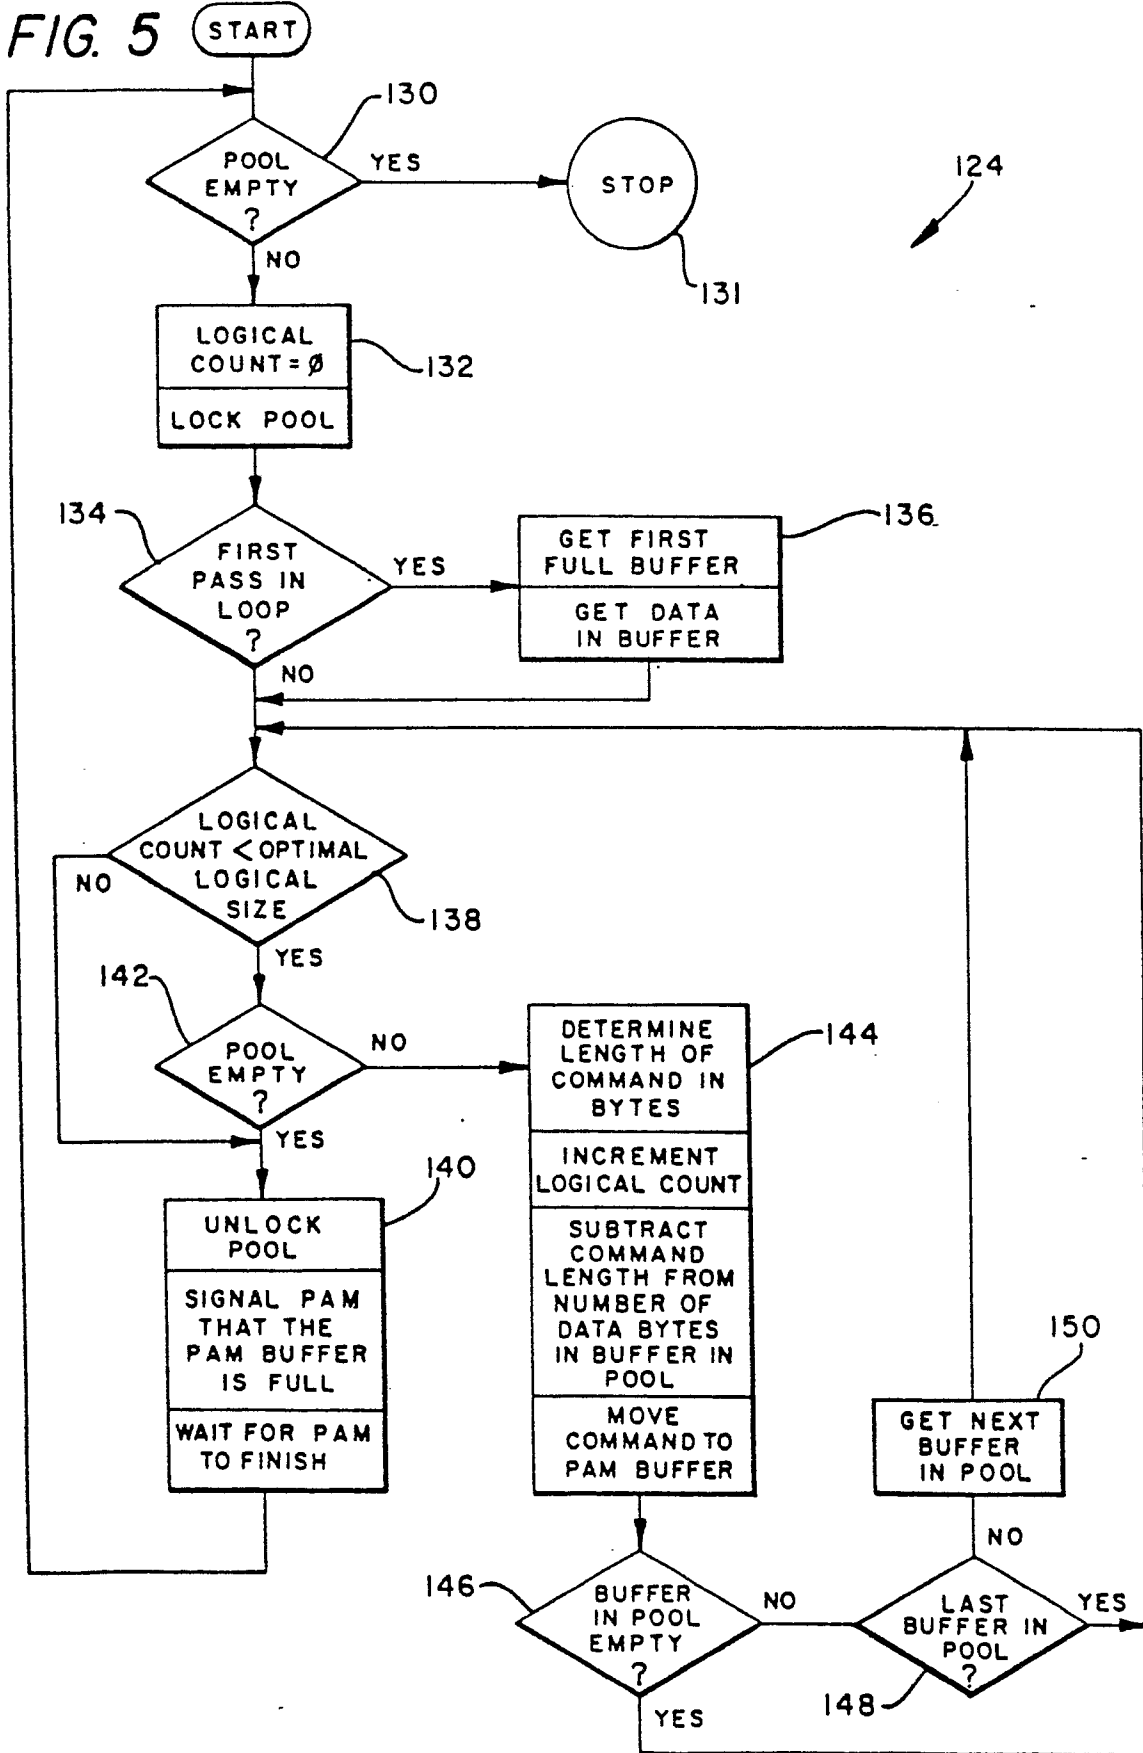 FIG. 5
START
130
POOL
EMPTY
?
YES
STOP
131
124
NO
LOGICAL
COUNT = Ø
LOCK POOL
132
134
FIRST
PASS IN
LOOP
?
YES
GET FIRST
FULL BUFFER
GET DATA
IN BUFFER
136
NO
LOGICAL
COUNT < OPTIMAL
LOGICAL
SIZE
NO
138
YES
142
POOL
EMPTY
?
NO
YES
DETERMINE
LENGTH OF
COMMAND IN
BYTES
INCREMENT
LOGICAL COUNT
SUBTRACT
COMMAND
LENGTH FROM
NUMBER OF
DATA BYTES
IN BUFFER IN
POOL
MOVE
COMMAND TO
PAM BUFFER
144
140
UNLOCK
POOL
SIGNAL PAM
THAT THE
PAM BUFFER
IS FULL
WAIT FOR PAM
TO FINISH
150
GET NEXT
BUFFER
IN POOL
NO
146
BUFFER
IN POOL
EMPTY
?
NO
YES
LAST
BUFFER IN
POOL
?
YES
148